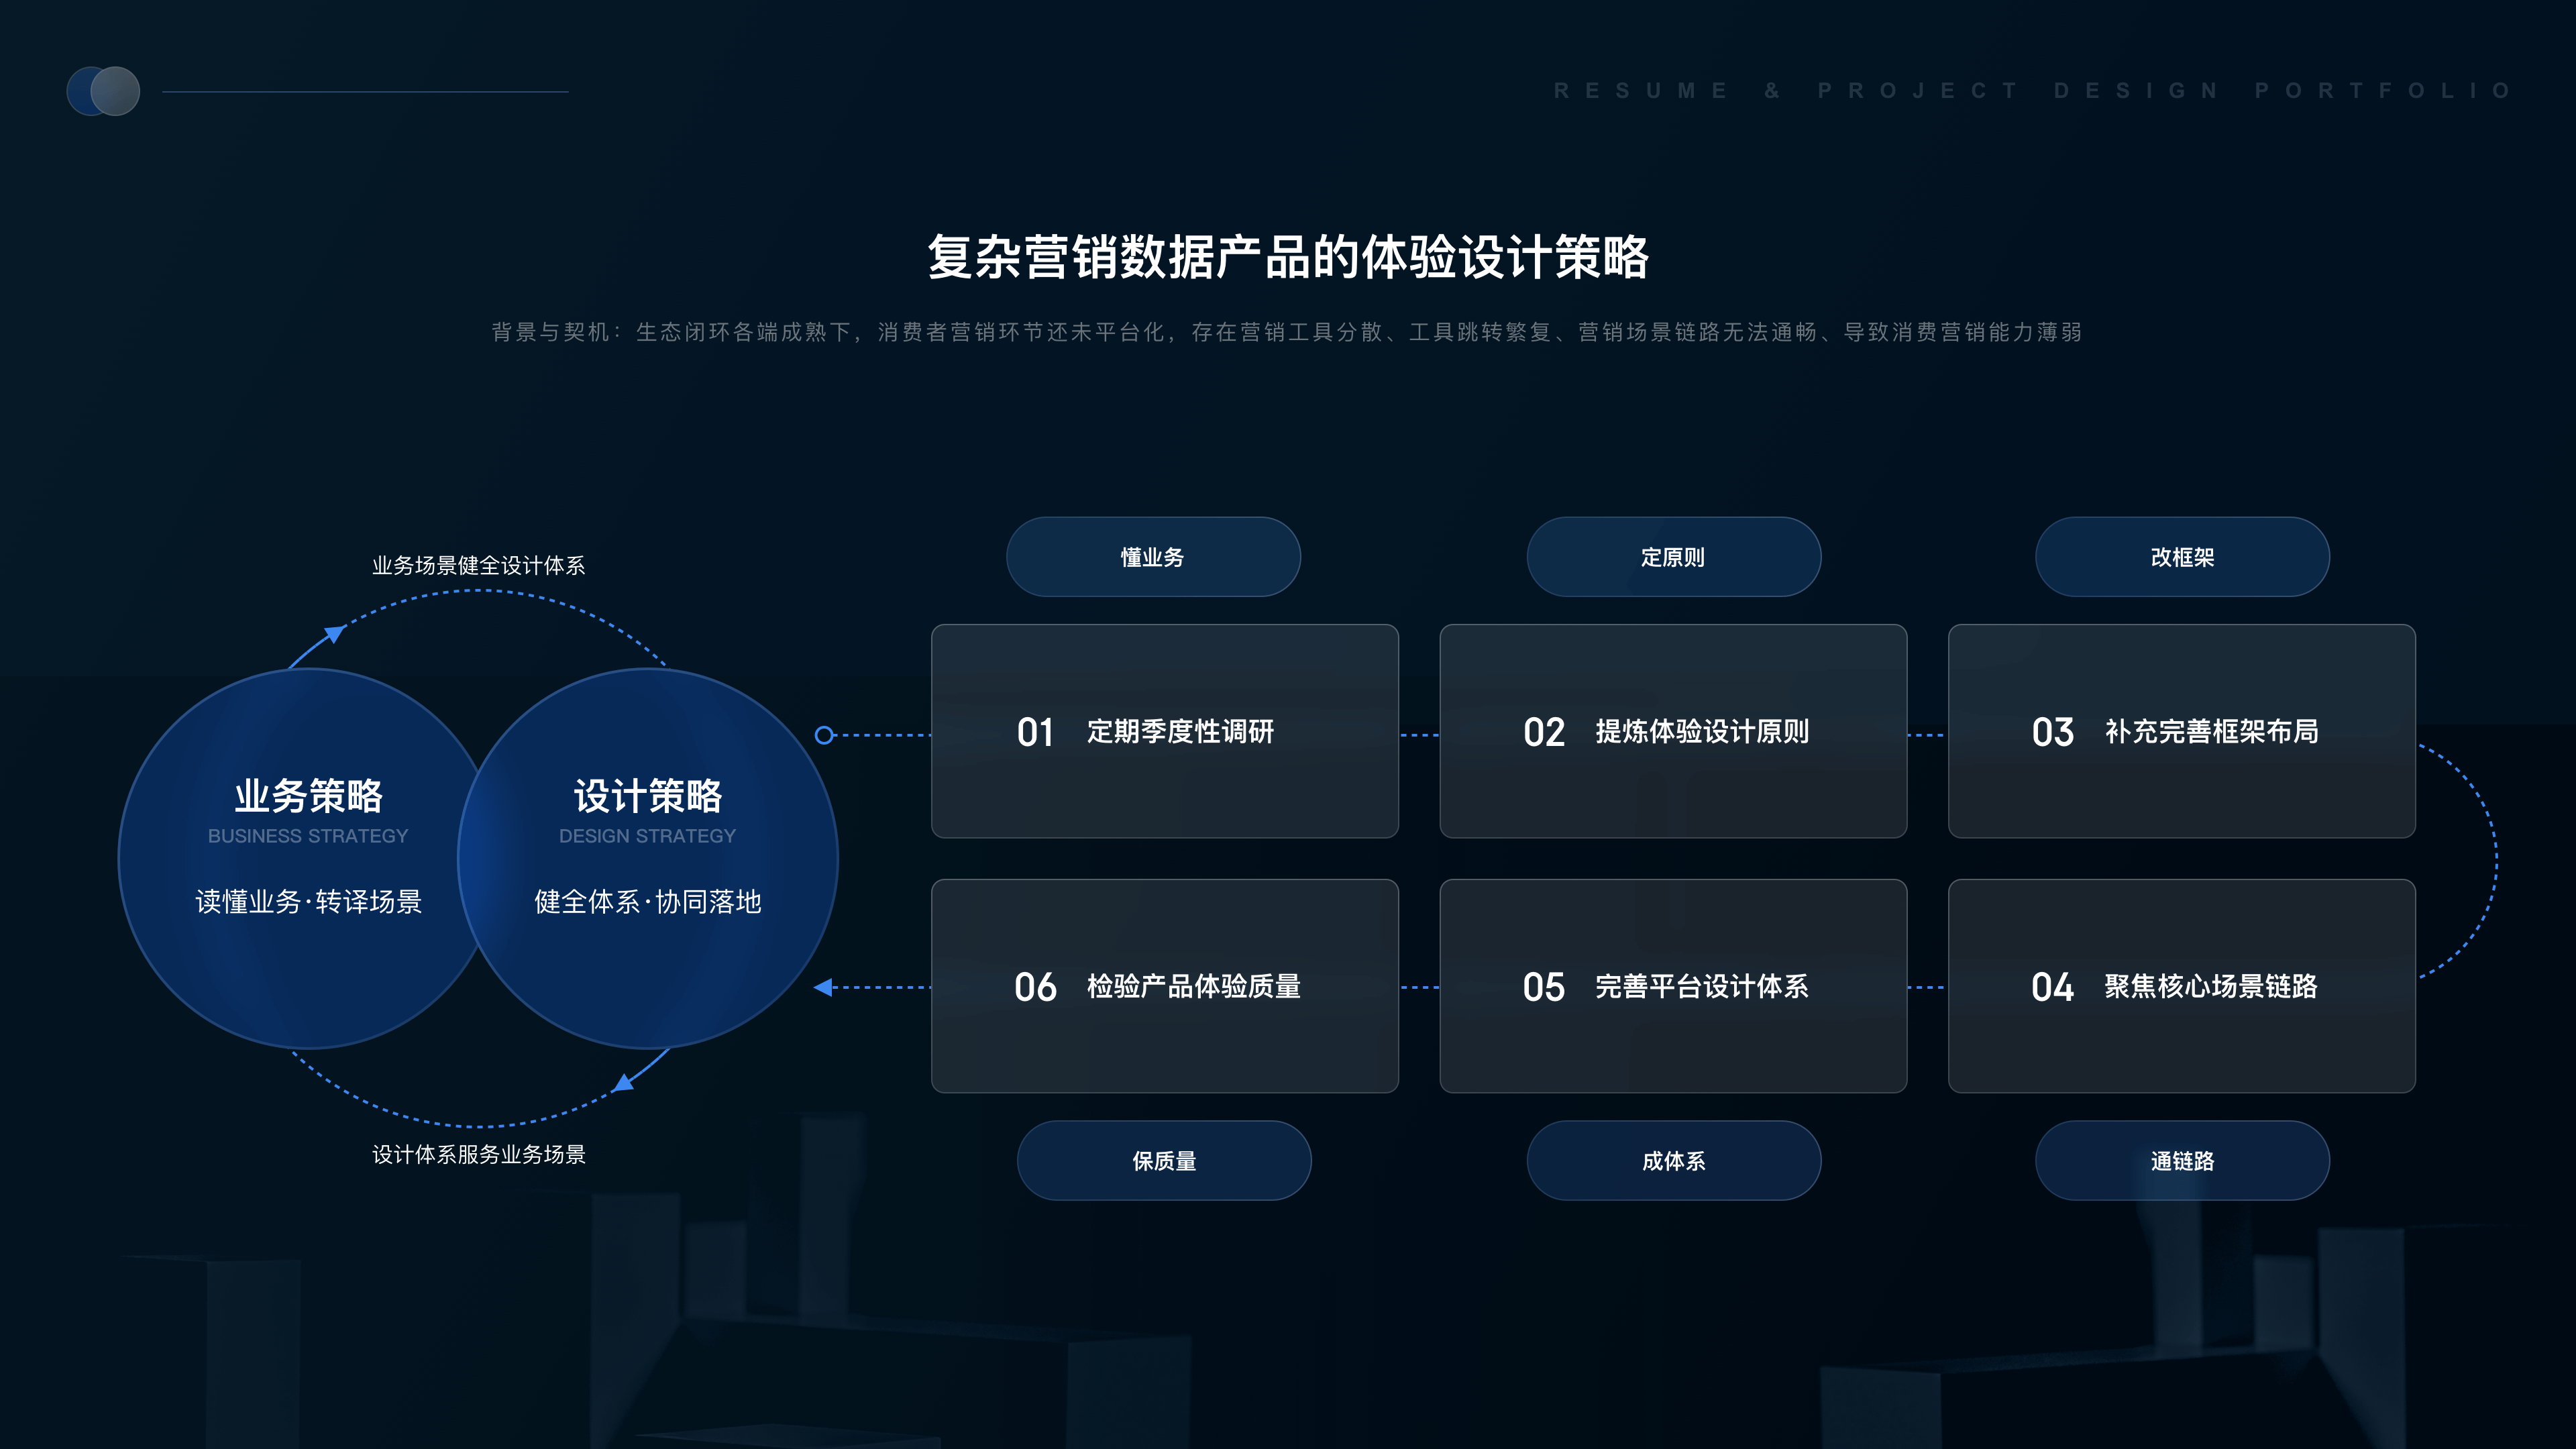 RESUME & PROJECT DESIGN PORTFOLIO
复杂营销数据产品的体验设计策略
背景与契机：生态闭环各端成熟下，消费者营销环节还未平台化，存在营销工具分散、工具跳转繁复、营销场景链路无法通畅、导致消费营销能力薄弱
业务场景健全设计体系
业务策略
BUSINESS STRATEGY
读懂业务·转译场景
设计策略
DESIGN STRATEGY
健全体系·协同落地
设计体系服务业务场景
懂业务
定原则
改框架
01 定期季度性调研
02 提炼体验设计原则
03 补充完善框架布局
06 检验产品体验质量
05 完善平台设计体系
04 聚焦核心场景链路
保质量
成体系
通链路